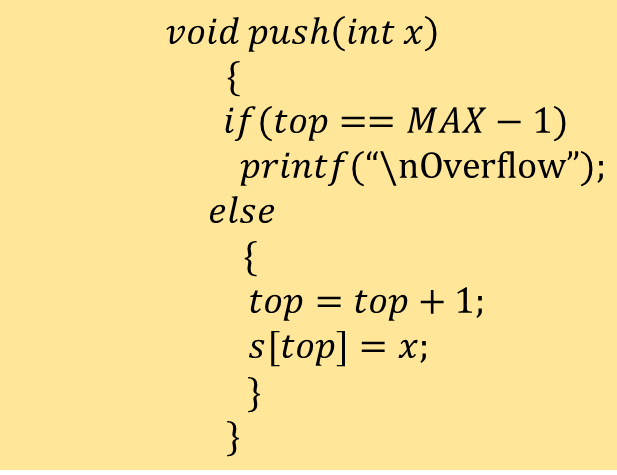 void push(int x)
{
if(top == MAX − 1)
printf(“\nOverflow”);
else
{
top = top + 1;
s[top] = x;
}
}